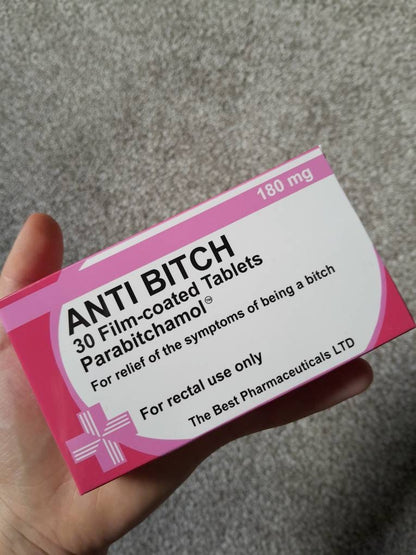 180 mg
ANTI BITCH
30 Film-coated Tablets
Parabitchamol℠
For relief of the symptoms of being a bitch
For rectal use only
The Best Pharmaceuticals LTD